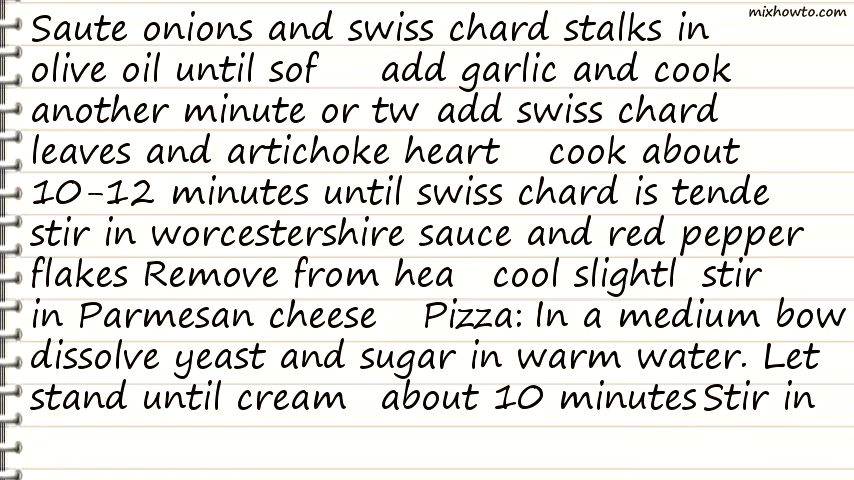 mixhowto.com
Saute onions and swiss chard stalks in
olive oil until sof add garlic and cook
another minute or tw add swiss chard
leaves and artichoke heart cook about
10-12 minutes until swiss chard is tende
stir in worcestershire sauce and red pepper
flakes Remove from hea cool slightl stir
in Parmesan cheese Pizza: In a medium bow
dissolve yeast and sugar in warm water. Let
stand until cream about 10 minutes Stir in